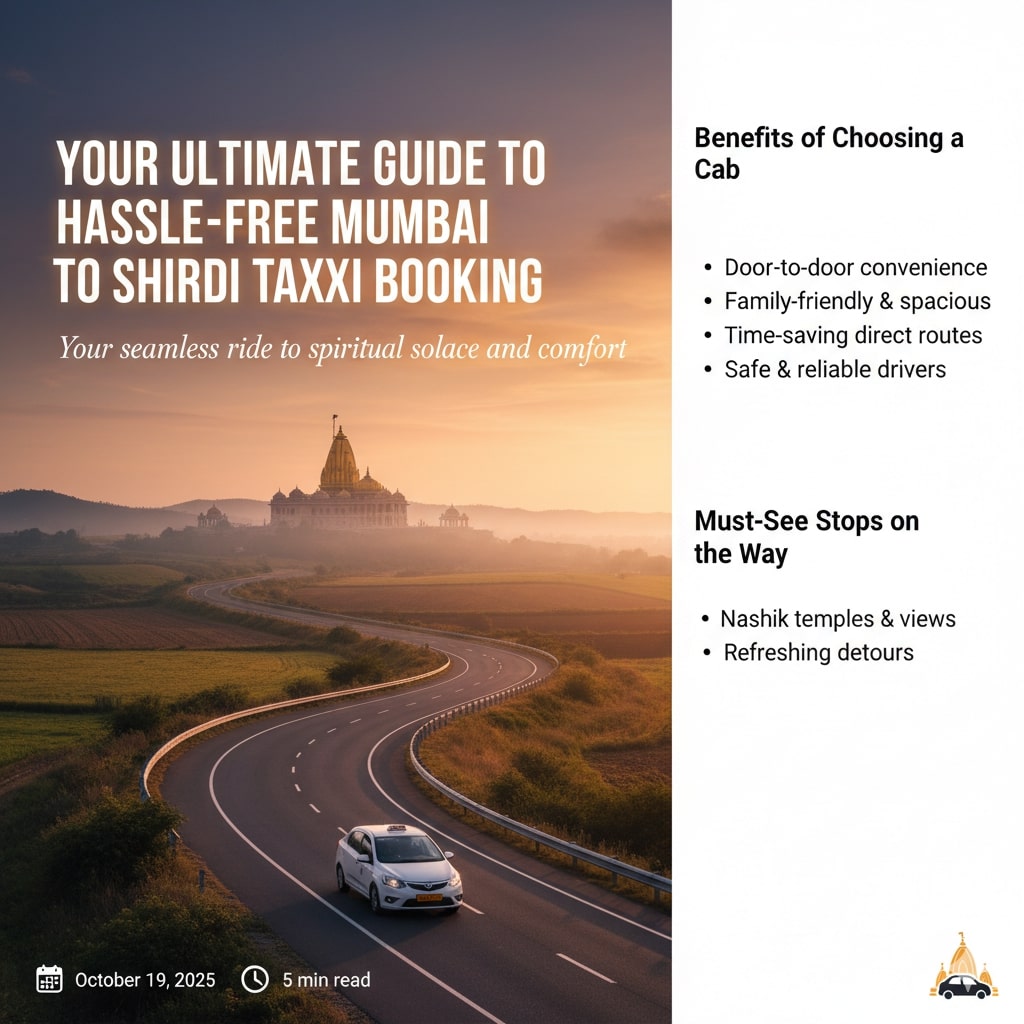 YOUR ULTIMATE GUIDE TO
HASSLE-FREE MUMBAI
TO SHIRDI TAXXI BOOKING
Your seamless ride to spiritual solace and comfort
October 19, 2025
5 min read
Benefits of Choosing a
Cab
• Door-to-door convenience
• Family-friendly & spacious
• Time-saving direct routes
• Safe & reliable drivers
Must-See Stops on
the Way
• Nashik temples & views
• Refreshing detours